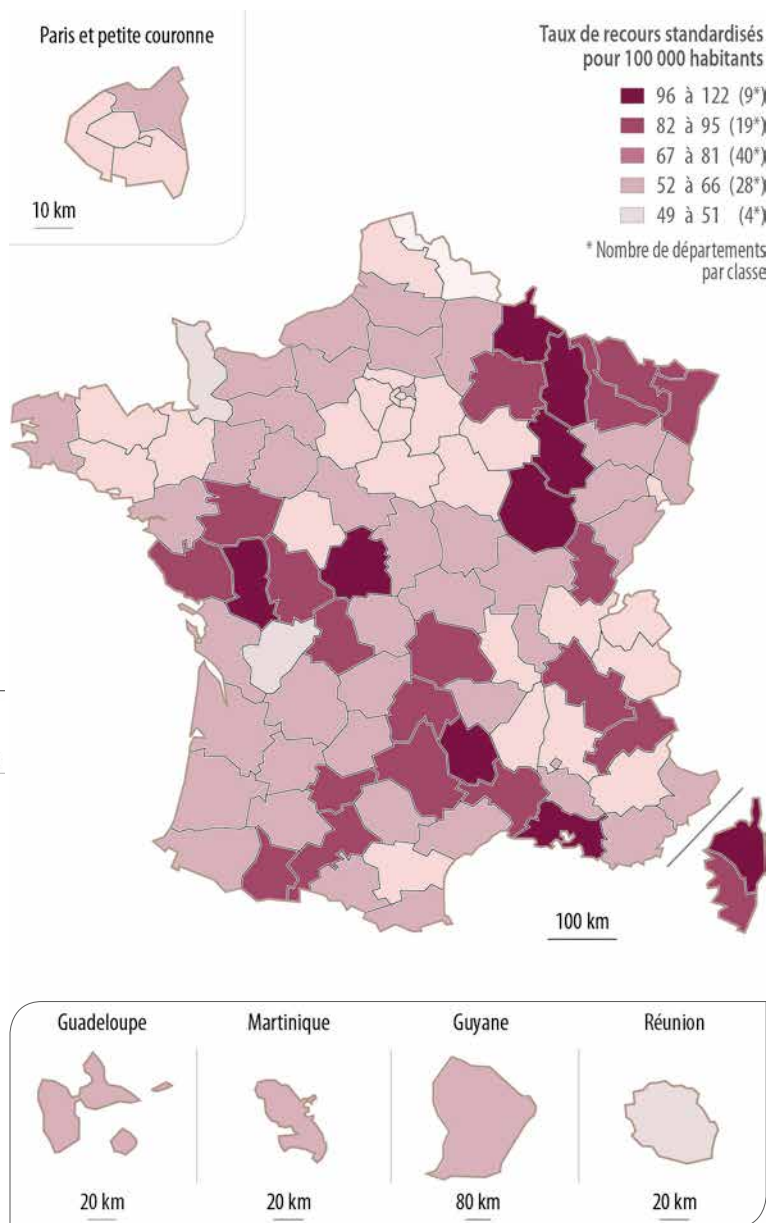 Paris et petite couronne
10 km
Taux de recours standardisés
pour 100 000 habitants
96 à 122 (9*)
82 à 95 (19*)
67 à 81 (40*)
52 à 66 (28*)
49 à 51 (4*)
* Nombre de départements
par classe
100 km
Guadeloupe
20 km
Martinique
20 km
Guyane
80 km
Réunion
20 km